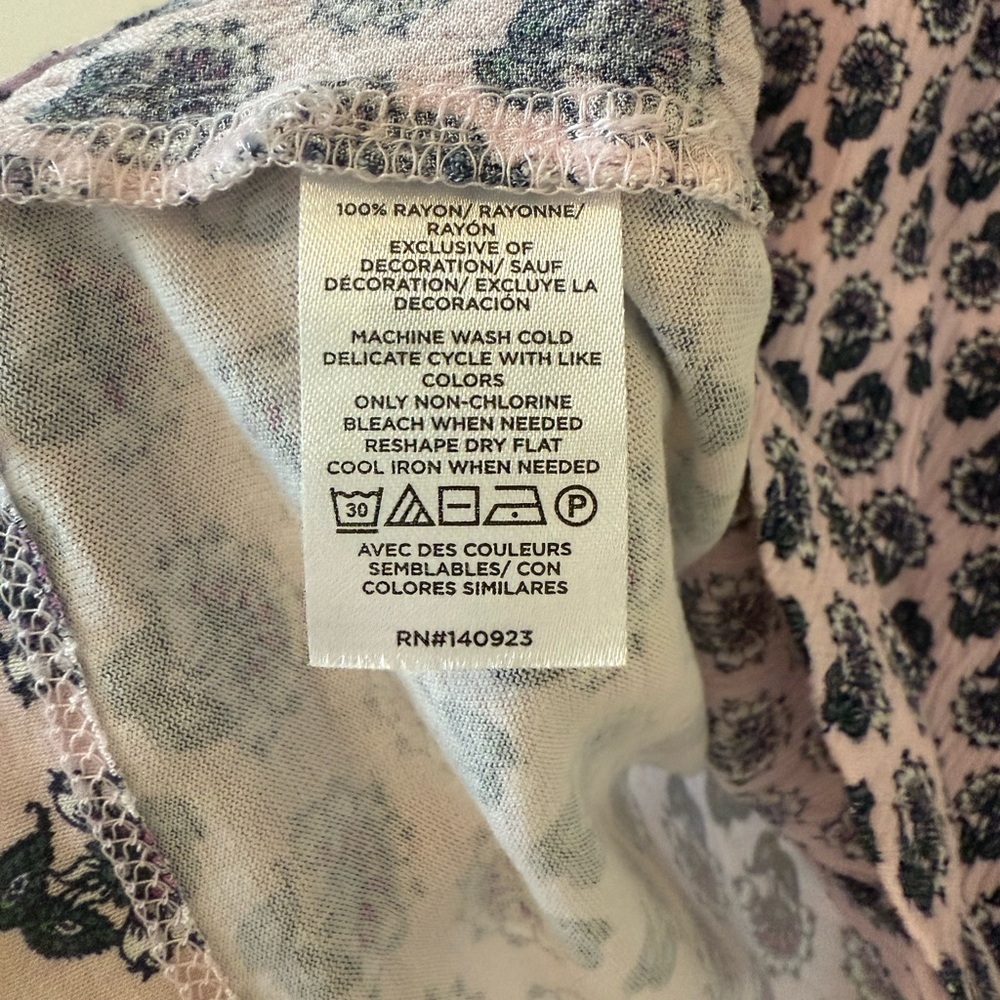 100% RAYON/ RAYONNE/
RAYON
EXCLUSIVE OF
DECORATION/ SAUF
DÉCORATION/ EXCLUYE LA
DECORACIÓN
MACHINE WASH COLD
DELICATE CYCLE WITH LIKE
COLORS
ONLY NON-CHLORINE
BLEACH WHEN NEEDED
RESHAPE DRY FLAT
COOL IRON WHEN NEEDED
30 P
AVEC DES COULEURS
SEMBLABLES/ CON
COLORES SIMILARES
RN#140923